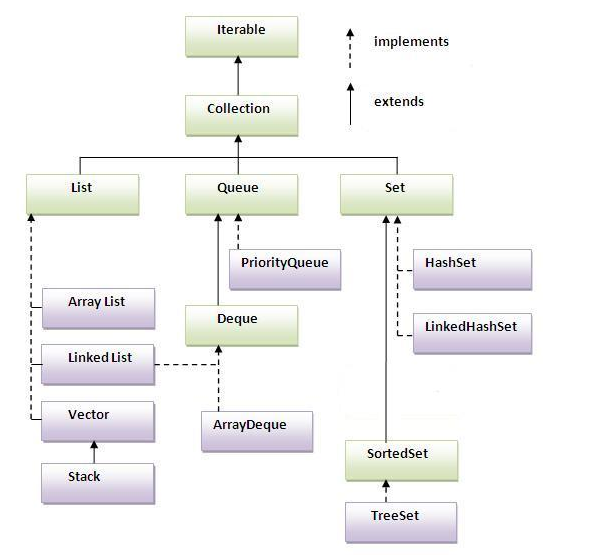 Iterable
implements
extends
Collection
List
Queue
Set
PriorityQueue
HashSet
Array List
Deque
LinkedHashSet
Linked List
Vector
ArrayDeque
Stack
SortedSet
TreeSet